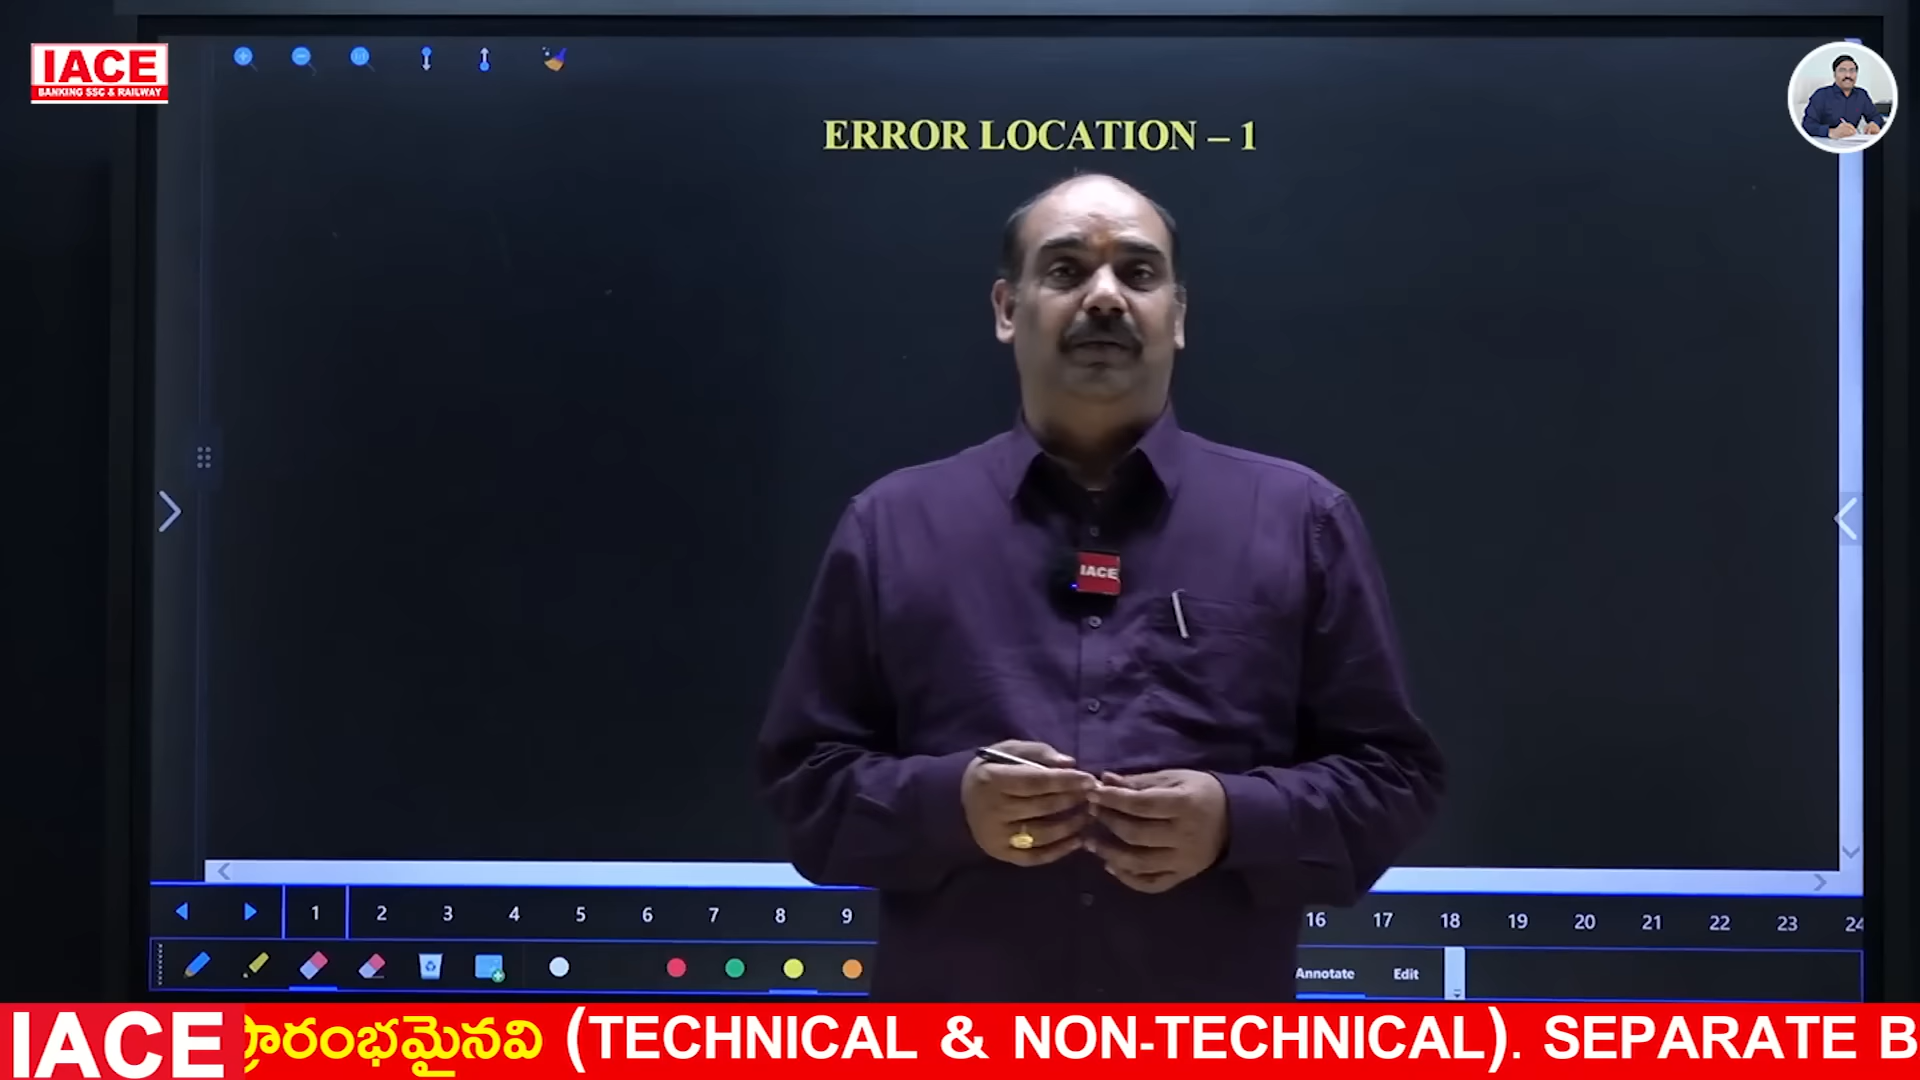 IACE
BANKING SSC & RAILWAY
ERROR LOCATION – 1
IACE
1 2 3 4 5 6 7 8 9 16 17 18 19 20 21 22 23 24
Annotate Edit
IACE ప్రారంభమైనవి (TECHNICAL & NON-TECHNICAL). SEPARATE B